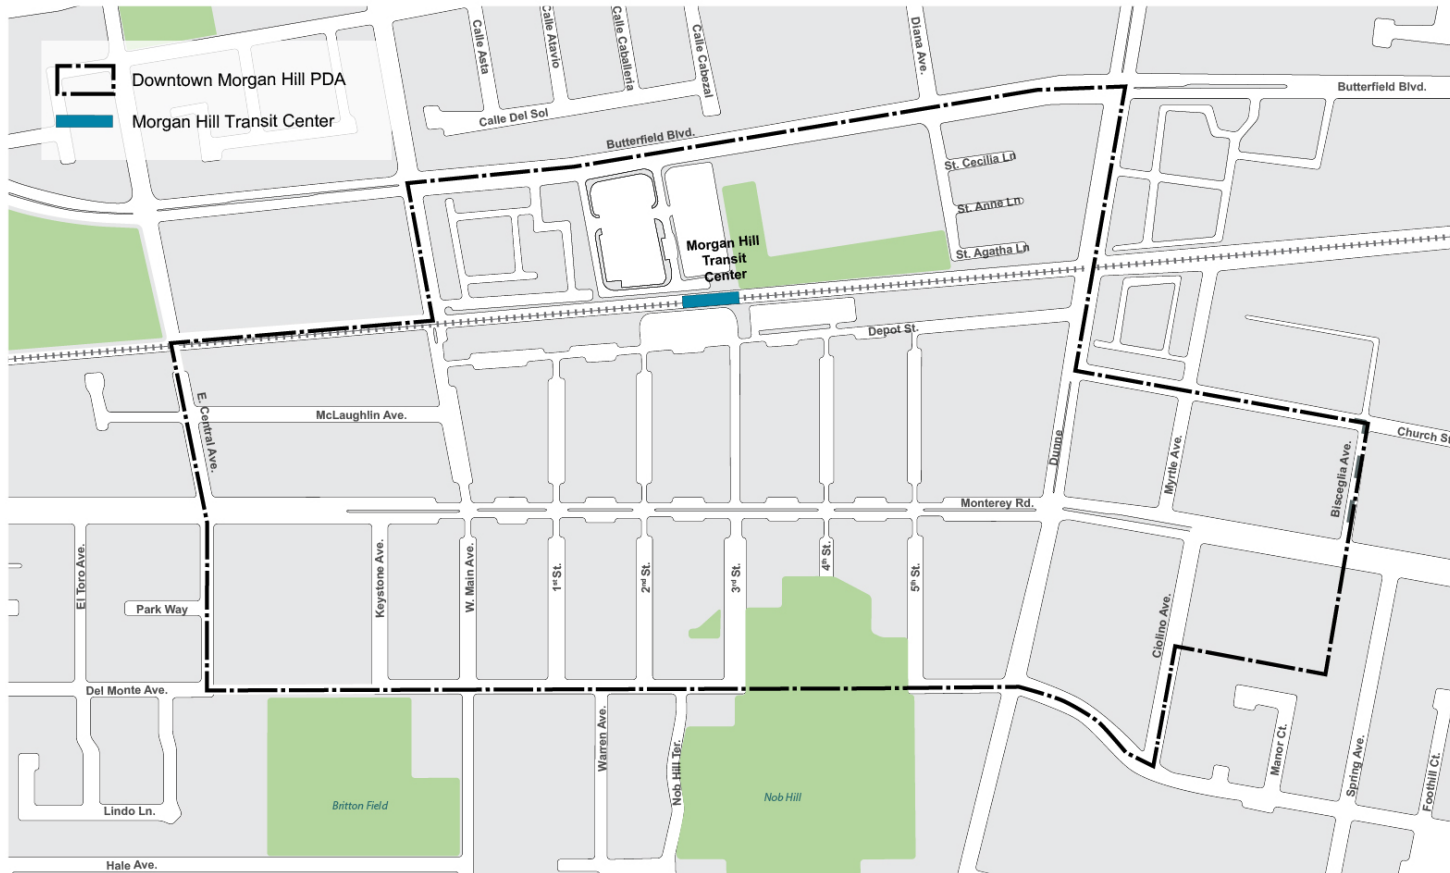 Downtown Morgan Hill PDA
Morgan Hill Transit Center
Calle Asta
Calle Atavio
Calle Caballeria
Calle Cabezal
Diana Ave.
Calle Del Sol
Butterfield Blvd.
Butterfield Blvd.
St. Cecilia Ln
St. Anne Ln
St. Agatha Ln
Morgan Hill
Transit
Center
Depot St.
E. Central Ave.
McLaughlin Ave.
Dunne
Myrtle Ave.
Bisceglia Ave.
Church St
Monterey Rd.
El Toro Ave.
Park Way
Keystone Ave.
W. Main Ave.
1st St.
2nd St.
3rd St.
4th St.
5th St.
Ciolino Ave.
Del Monte Ave.
Warren Ave.
Nob Hill Ter.
Nob Hill
Britton Field
Lindo Ln.
Hale Ave.
Manor Ct.
Spring Ave.
Foothill Ct.